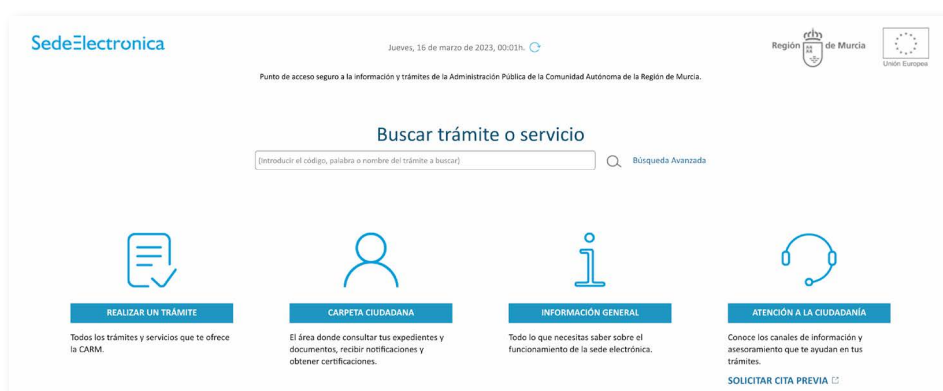 SedeElectronica
Jueves, 16 de marzo de 2023, 00:01h.
Región de Murcia
Unión Europea
Punto de acceso seguro a la información y trámites de la Administración Pública de la Comunidad Autónoma de la Región de Murcia.
Buscar trámite o servicio
(Introducir el código, palabra o nombre del trámite a buscar)
Búsqueda Avanzada
REALIZAR UN TRÁMITE
Todos los trámites y servicios que te ofrece
la CARM.
CARPETA CIUDADANA
El área donde consultar tus expedientes y
documentos, recibir notificaciones y
obtener certificaciones.
INFORMACIÓN GENERAL
Todo lo que necesitas saber sobre el
funcionamiento de la sede electrónica.
ATENCIÓN A LA CIUDADANÍA
Conoce los canales de información y
asesoramiento que te ayudan en tus
trámites.
SOLICITAR CITA PREVIA